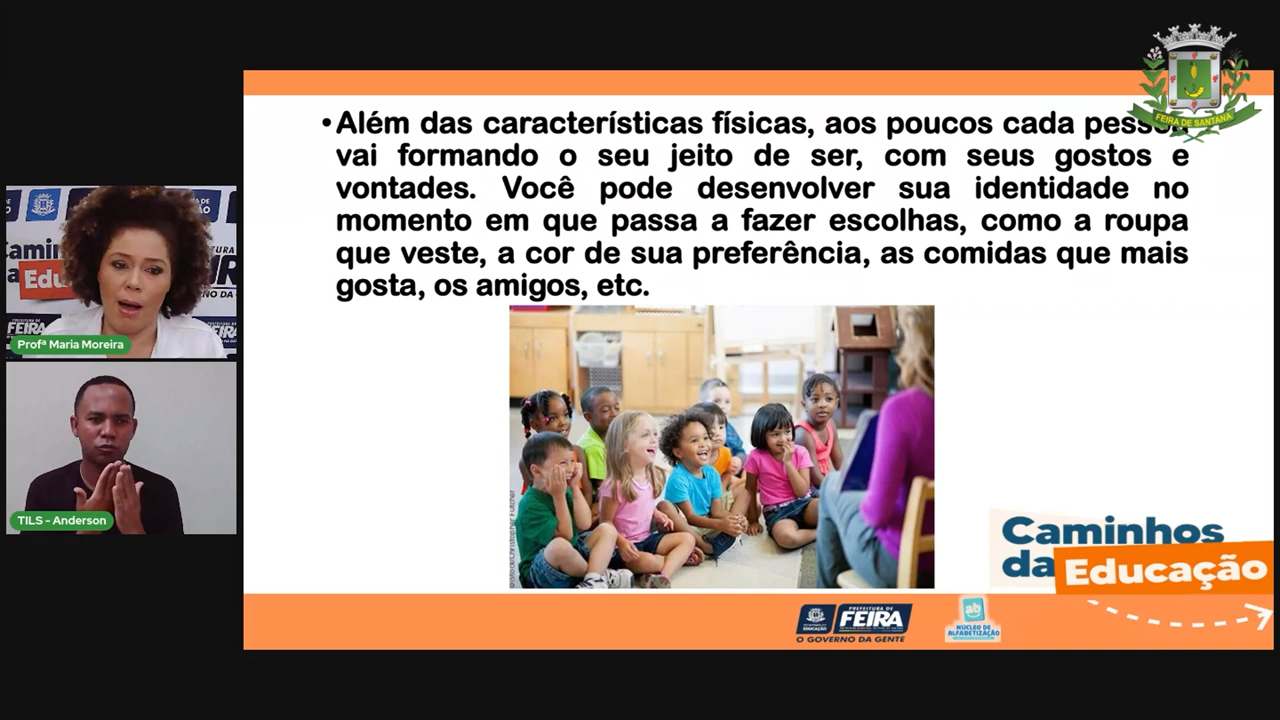 FEIRA DE SANTANA
•Além das características físicas, aos poucos cada
vai formando o seu jeito de ser, com seus gostos e
vontades. Você pode desenvolver sua identidade no
momento em que passa a fazer escolhas, como a roupa
que veste, a cor de sua preferência, as comidas que mais
gosta, os amigos, etc.
Profª Maria Moreira
TILS - Anderson
Caminhos
da Educação
PREFEITURA DE
FEIRA
EDUCAÇÃO
O GOVERNO DA GENTE
ab
NÚCLEO DE
ALFABETIZAÇÃO